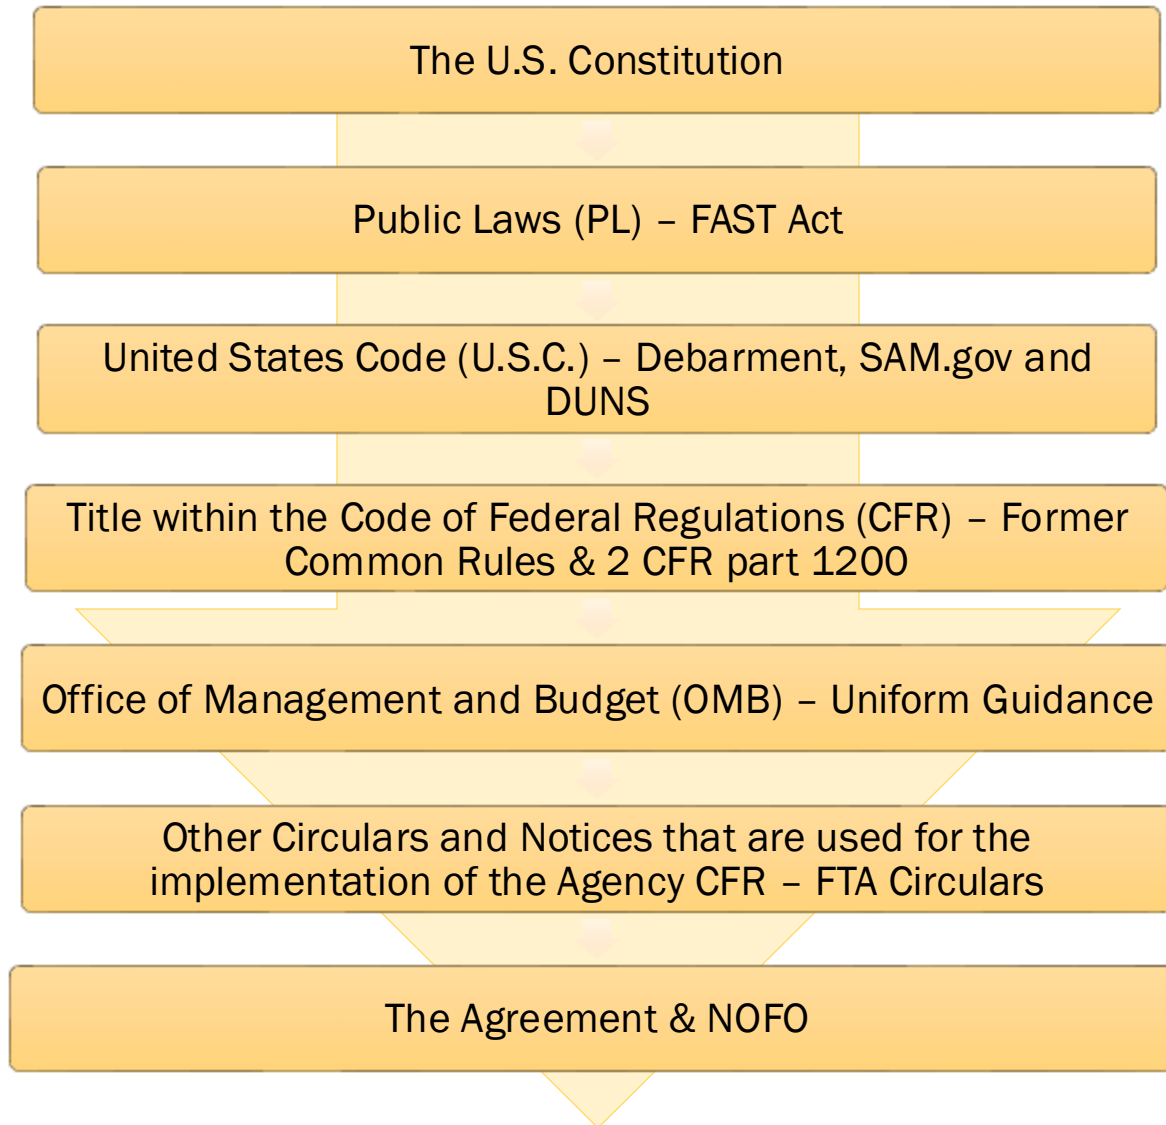 The U.S. Constitution
Public Laws (PL) – FAST Act
United States Code (U.S.C.) – Debarment, SAM.gov and
DUNS
Title within the Code of Federal Regulations (CFR) – Former
Common Rules & 2 CFR part 1200
Office of Management and Budget (OMB) – Uniform Guidance
Other Circulars and Notices that are used for the
implementation of the Agency CFR – FTA Circulars
The Agreement & NOFO